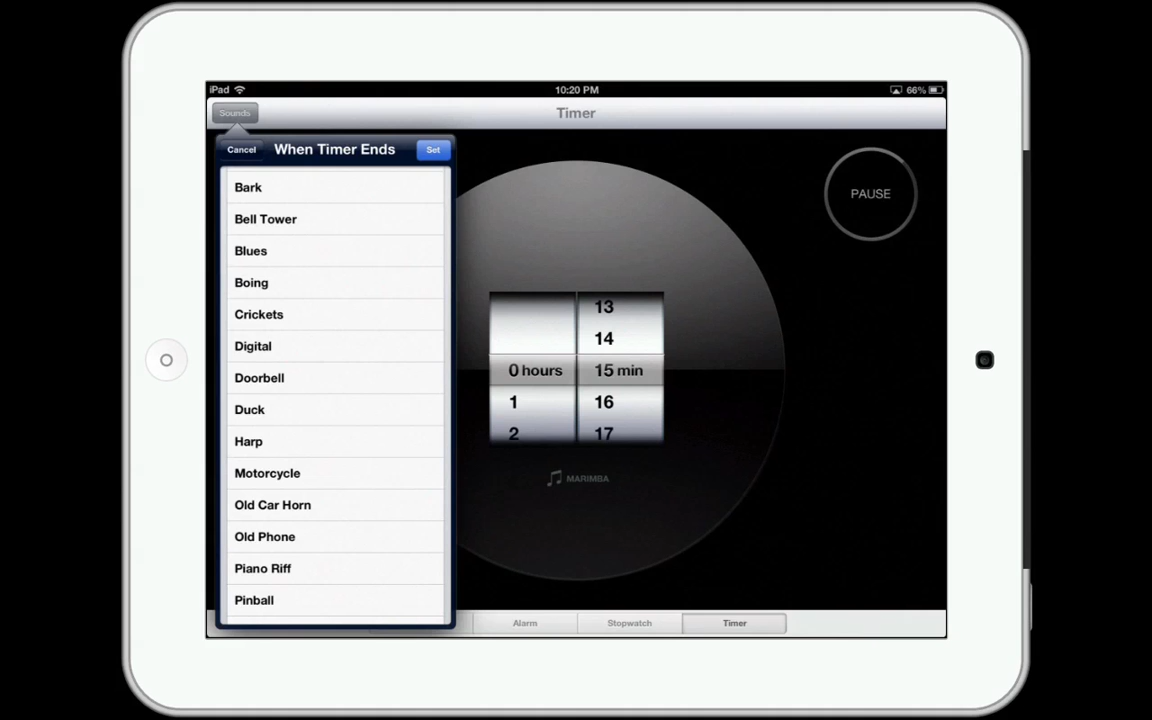 iPad 10:20 PM 66%
Sounds Timer
Cancel When Timer Ends Set
PAUSE
Bark
Bell Tower
Blues
Boing
Crickets
Digital
Doorbell
Duck
Harp
Motorcycle
Old Car Horn
Old Phone
Piano Riff
Pinball
13
14
0 hours 15 min
1 16
2 17
MARIMBA
Alarm Stopwatch Timer